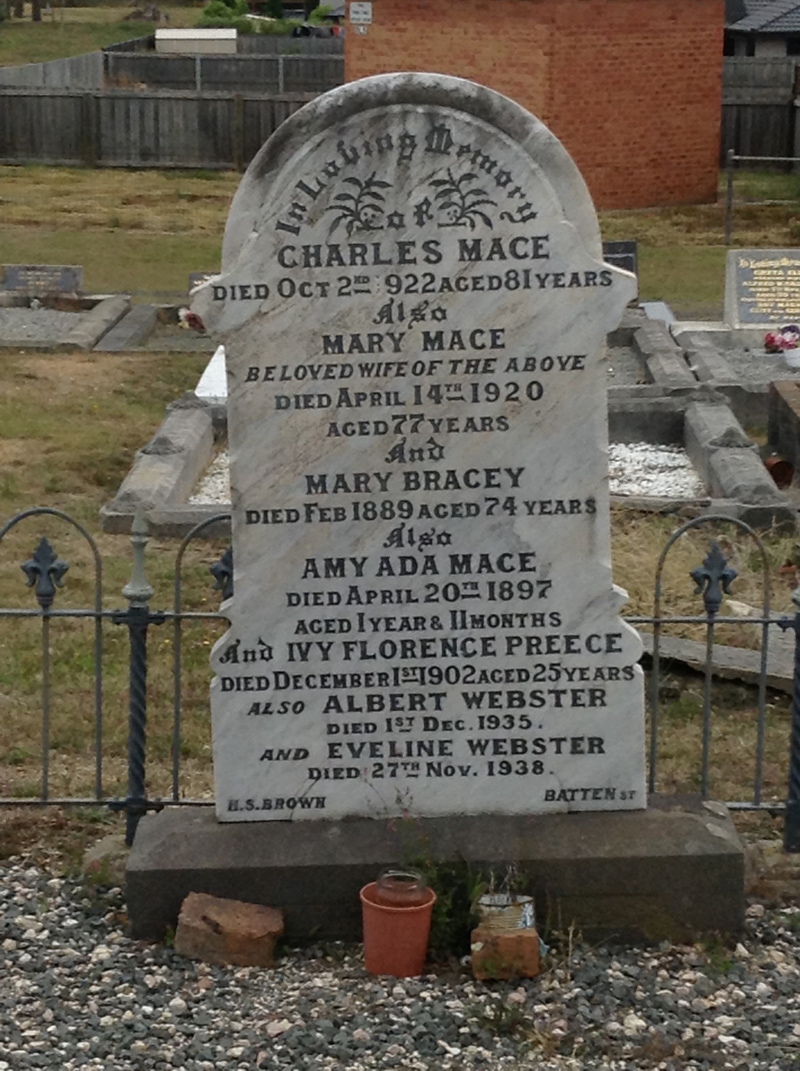 In Loving Memory
of
CHARLES MACE
DIED OCT 2ND 922 AGED 81 YEARS
Also
MARY MACE
BELOVED WIFE OF THE ABOVE
DIED APRIL 14TH 1920
AGED 77 YEARS
And
MARY BRACEY
DIED FEB 1889 AGED 74 YEARS
Also
AMY ADA MACE
DIED APRIL 20TH 1897
AGED 1 YEAR & 11 MONTHS
And IVY FLORENCE PREECE
DIED DECEMBER 1ST 1902 AGED 25 YEARS
ALSO ALBERT WEBSTER
DIED 1ST DEC. 1935.
AND EVELINE WEBSTER
DIED 27TH NOV. 1938.
H.S. BROWN BATTEN ST